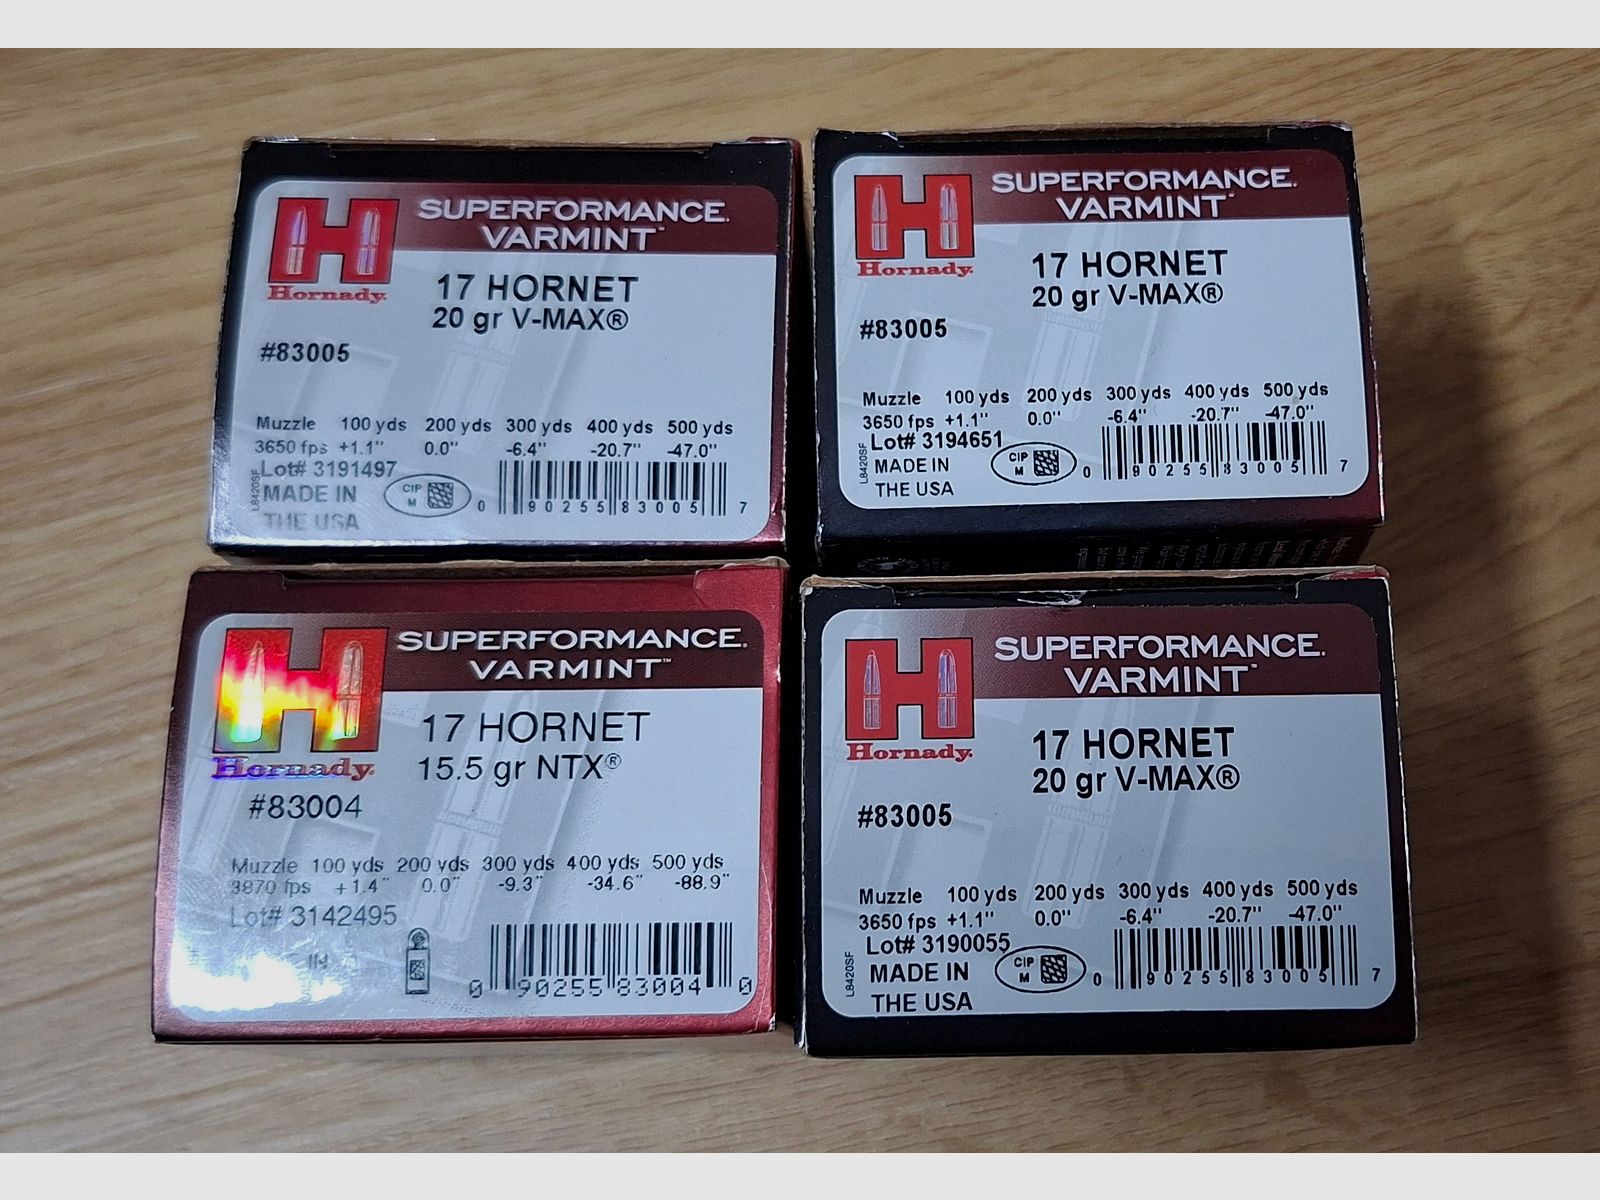 SUPERFORMANCE.
VARMINT™
Hornady.
17 HORNET
20 gr V-MAX®
#83005
Muzzle 100 yds 200 yds 300 yds 400 yds 500 yds
3650 fps +1.1" 0.0" -6.4" -20.7" -47.0"
Lot# 3191497
MADE IN
THE USA
L8420SF
CIP
M
0 90255 83005 7
SUPERFORMANCE.
VARMINT™
Hornady.
17 HORNET
20 gr V-MAX®
#83005
Muzzle 100 yds 200 yds 300 yds 400 yds 500 yds
3650 fps +1.1" 0.0" -6.4" -20.7" -47.0"
Lot# 3194651
MADE IN
THE USA
L8420SF
CIP
M
0 90255 83005 7
SUPERFORMANCE.
VARMINT™
Hornady.
17 HORNET
15.5 gr NTX®
#83004
Muzzle 100 yds 200 yds 300 yds 400 yds 500 yds
3870 fps +1.4" 0.0" -9.3" -34.6" -88.9"
Lot# 3142495
IN
0 90255 83004 0
SUPERFORMANCE.
VARMINT™
Hornady.
17 HORNET
20 gr V-MAX®
#83005
Muzzle 100 yds 200 yds 300 yds 400 yds 500 yds
3650 fps +1.1" 0.0" -6.4" -20.7" -47.0"
Lot# 3190055
MADE IN
THE USA
L8420SF
CIP
M
0 90255 83005 7